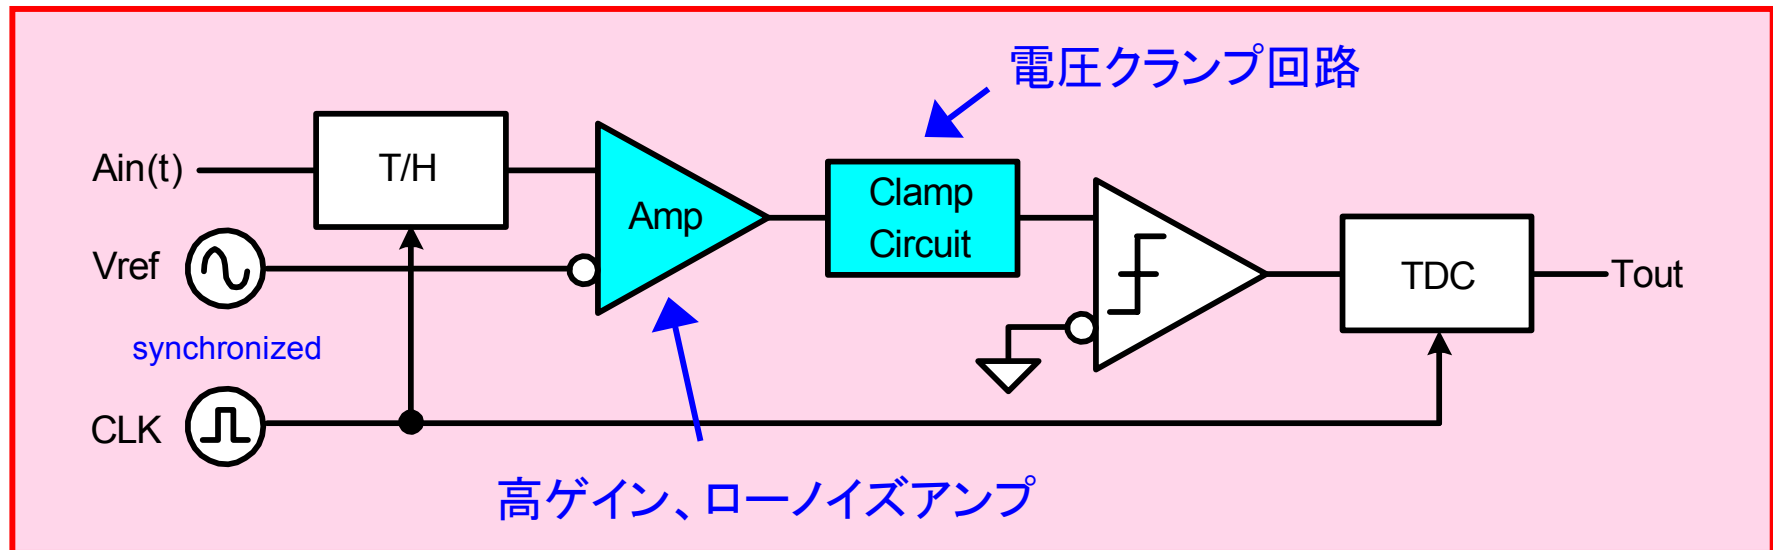 電圧クランプ回路
Ain(t)
T/H
Amp
Clamp
Circuit
Vref
TDC
Tout
synchronized
CLK
高ゲイン、ローノイズアンプ